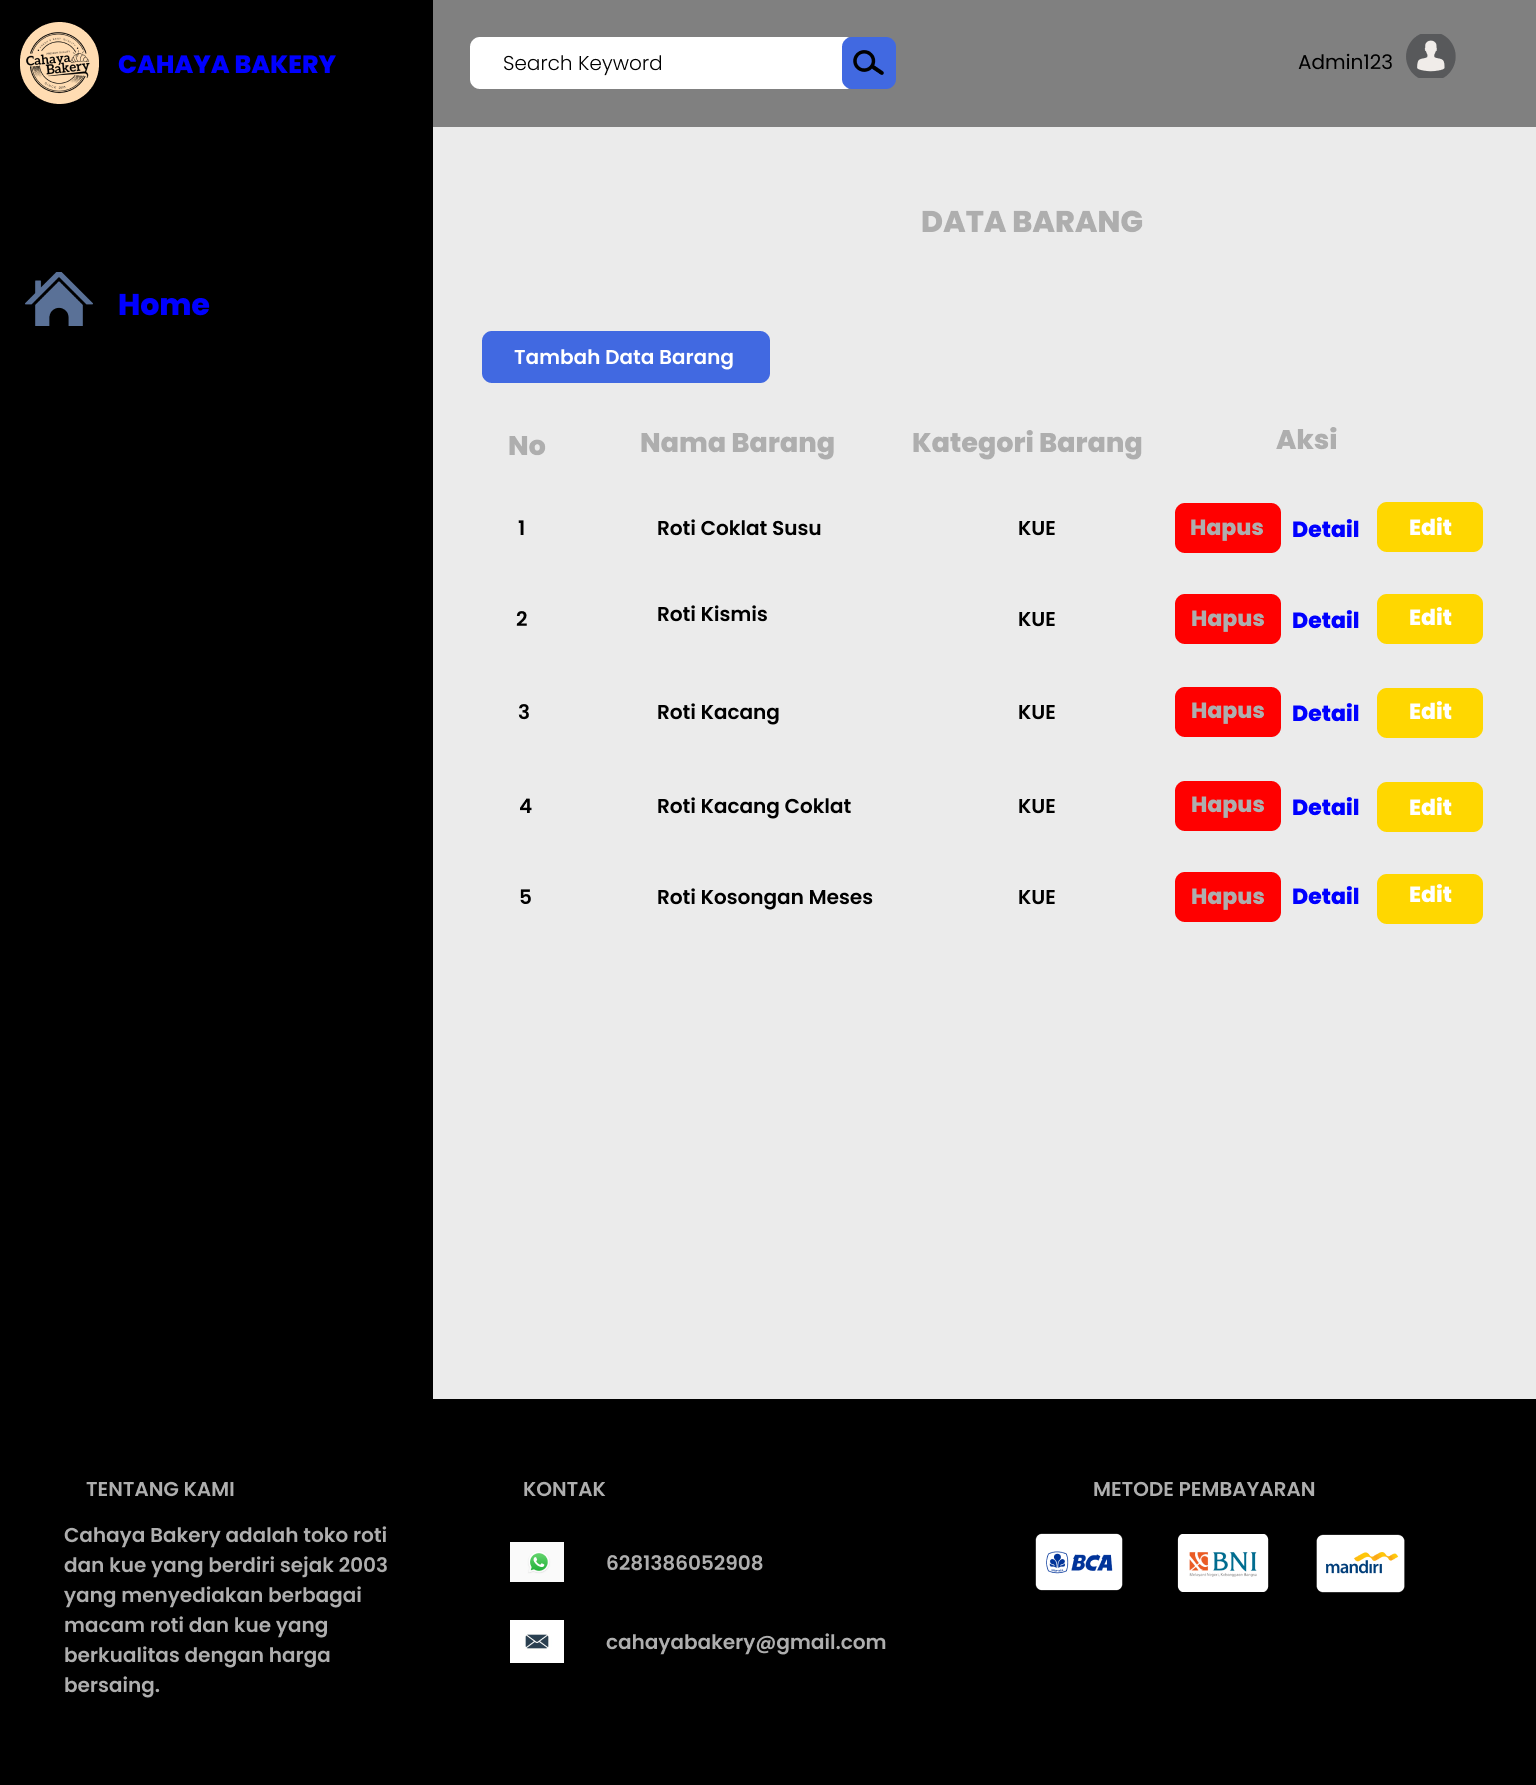 Cahaya
Bakery
CAHAYA BAKERY
Search Keyword
Admin123
Home
DATA BARANG
Tambah Data Barang
No Nama Barang Kategori Barang Aksi
1 Roti Coklat Susu KUE Hapus Detail Edit
2 Roti Kismis KUE Hapus Detail Edit
3 Roti Kacang KUE Hapus Detail Edit
4 Roti Kacang Coklat KUE Hapus Detail Edit
5 Roti Kosongan Meses KUE Hapus Detail Edit
TENTANG KAMI
Cahaya Bakery adalah toko roti
dan kue yang berdiri sejak 2003
yang menyediakan berbagai
macam roti dan kue yang
berkualitas dengan harga
bersaing.
KONTAK
6281386052908
cahayabakery@gmail.com
METODE PEMBAYARAN
BCA
BNI
mandiri